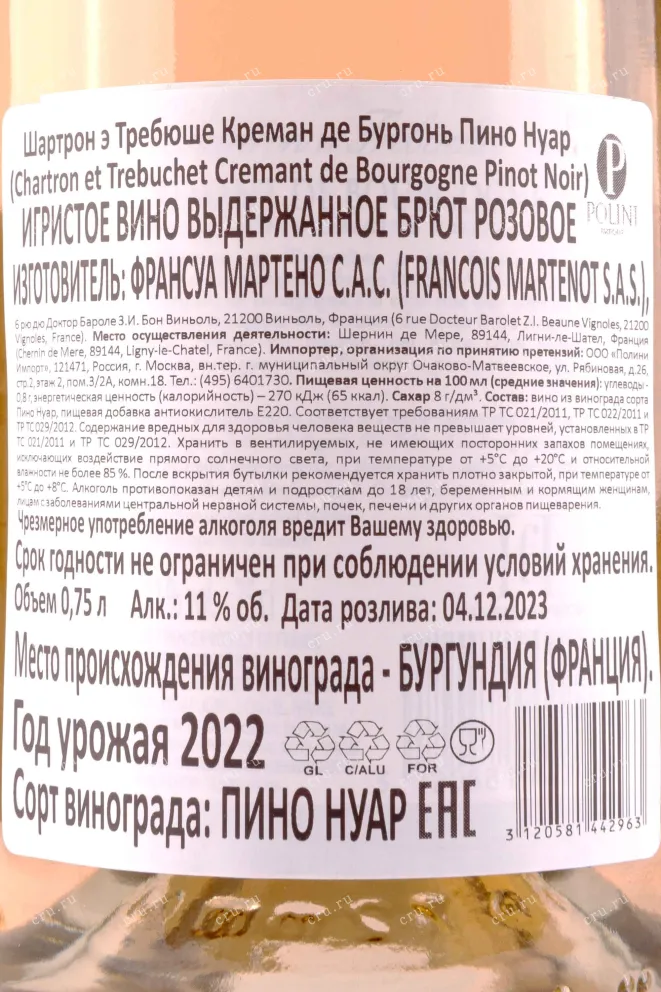 Шартрон э Требюше Креман де Бургонь Пино Нуар
(Chartron et Trebuchet Cremant de Bourgogne Pinot Noir)
P
POLINI
ИГРИСТОЕ ВИНО ВЫДЕРЖАННОЕ БРЮТ РОЗОВОЕ
ИЗГОТОВИТЕЛЬ: ФРАНСУА МАРТЕНО С.А.С. (FRANCOIS MARTENOT S.A.S.),
6 рю дю Доктор Бароле З.И. Бон Виньоль, 21200 Виньоль, Франция (6 rue Docteur Barolet Z.I. Beaune Vignoles, 21200
Vignoles, France). Место осуществления деятельности: Шернин де Мере, 89144, Лигни-ле-Шател, Франция
(Chernin de Mere, 89144, Ligny-le-Chatel, France). Импортер, организация по принятию претензий: ООО «Полини
Импорт», 121471, Россия, г. Москва, вн.тер. г. муниципальный округ Очаково-Матвеевское, ул. Рябиновая, д.26,
стр.2, этаж 2, пом.3/2А, комн.18. Тел.: (495) 6401730. Пищевая ценность на 100 мл (средние значения): углеводы-
0,8 г, энергетическая ценность (калорийность) – 270 кДж (65 ккал). Сахар 8 г/дм³. Состав: вино из винограда сорта
Пино Нуар, пищевая добавка антиокислитель Е220. Соответствует требованиям ТР ТС 021/2011, ТР ТС 022/2011 и
ТР ТС 029/2012. Содержание вредных для здоровья человека веществ не превышает уровней, установленных в ТР
ТС 021/2011 и ТР ТС 029/2012. Хранить в вентилируемых, не имеющих посторонних запахов помещениях,
исключающих воздействие прямого солнечного света, при температуре от +5°С до +20°С и относительной
влажности не более 85 %. После вскрытия бутылки рекомендуется хранить плотно закрытой, при температуре от
+5°С до +8°С. Алкоголь противопоказан детям и подросткам до 18 лет, беременным и кормящим женщинам,
лицам с заболеваниями центральной нервной системы, почек, печени и других органов пищеварения.
Чрезмерное употребление алкоголя вредит Вашему здоровью.
Срок годности не ограничен при соблюдении условий хранения.
Объем 0,75 л Алк.: 11 % об. Дата розлива: 04.12.2023
Место происхождения винограда - БУРГУНДИЯ (ФРАНЦИЯ).
Год урожая 2022
GL C/ALU FOR
Сорт винограда: ПИНО НУАР ЕАС
3 120581 442963
cru.ru